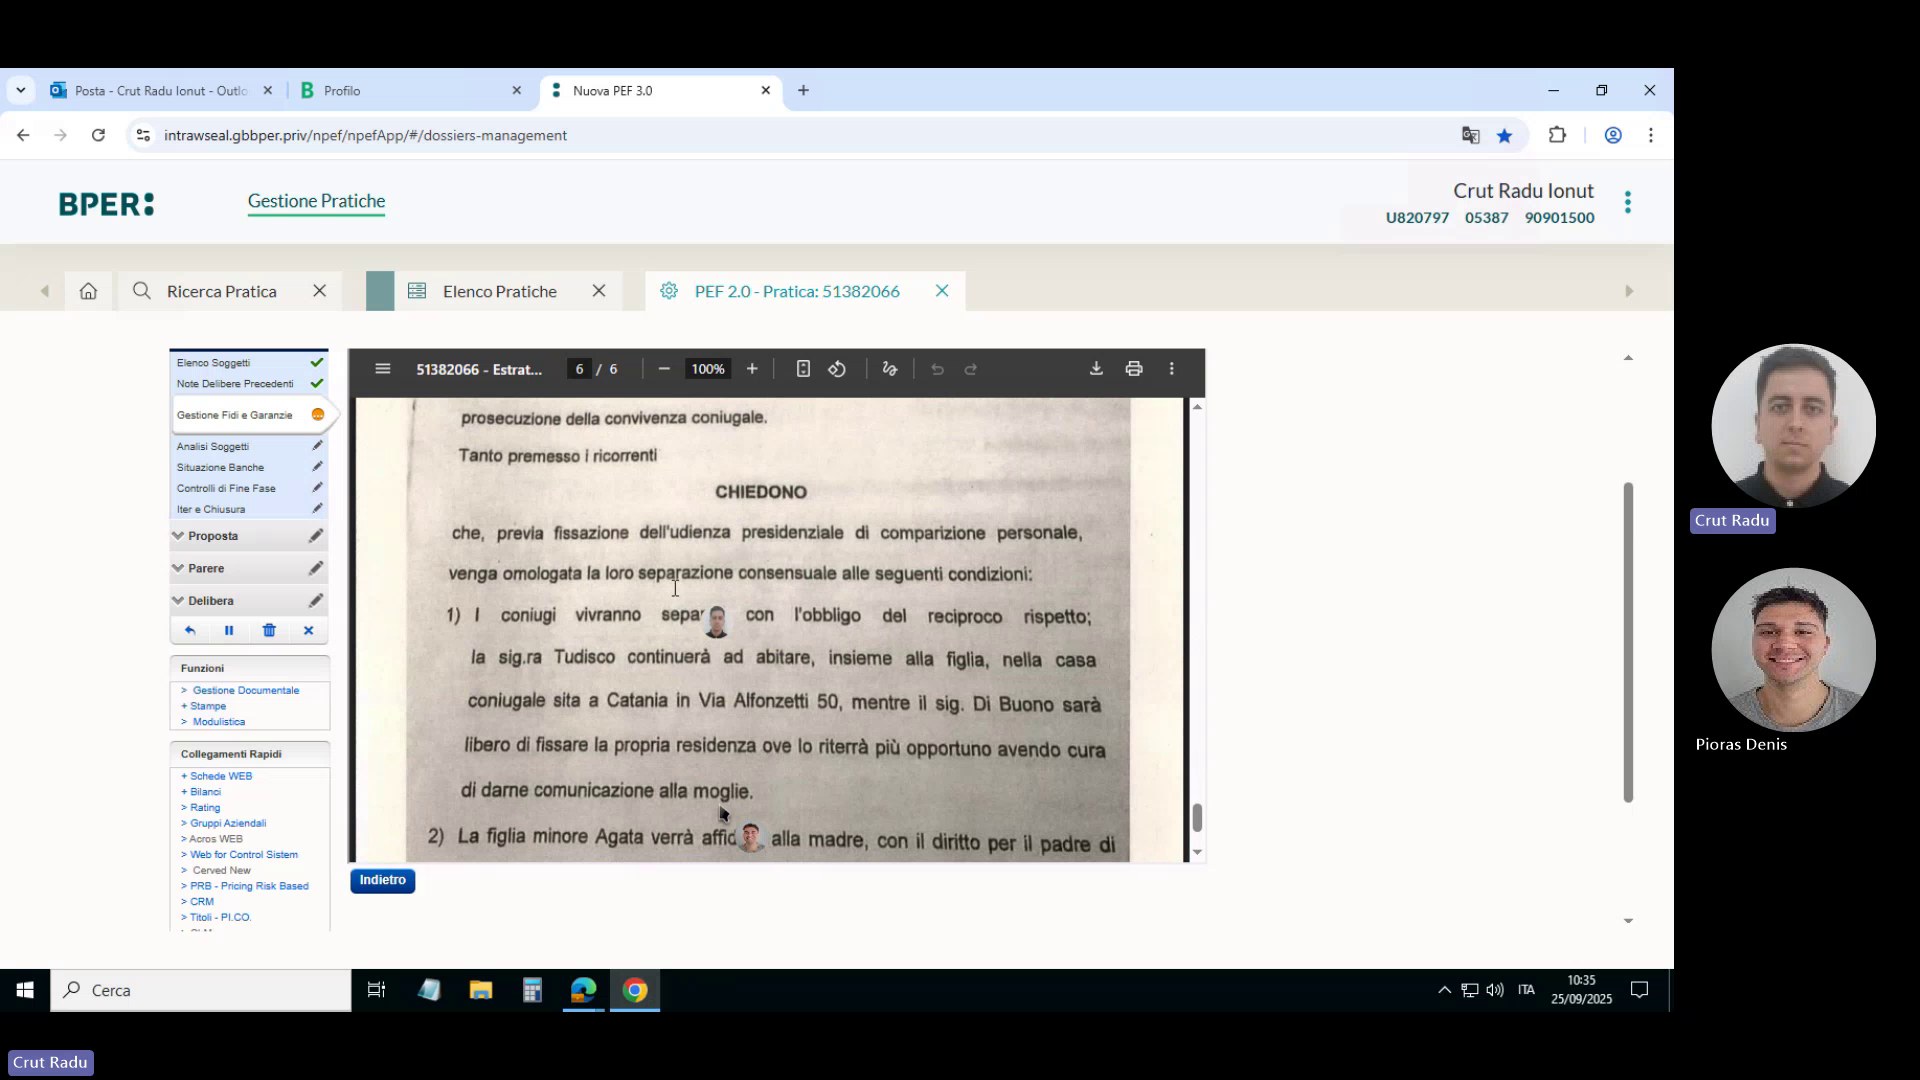 Posta - Crut Radu Ionut - Outlo
Profilo
Nuova PEF 3.0
intrawseal.gbbper.priv/npef/npefApp/#/dossiers-management
BPER:
Gestione Pratiche
Crut Radu Ionut
U820797 05387 90901500
Ricerca Pratica
Elenco Pratiche
PEF 2.0 - Pratica: 51382066
Elenco Soggetti
Note Delibere Precedenti
Gestione Fidi e Garanzie
Analisi Soggetti
Situazione Banche
Controlli di Fine Fase
Iter e Chiusura
Proposta
Parere
Delibera
Funzioni
> Gestione Documentale
+ Stampe
> Modulistica
Collegamenti Rapidi
+ Schede WEB
+ Bilanci
> Rating
> Gruppi Aziendali
> Acros WEB
> Web for Control Sistem
> Cerved New
> PRB - Pricing Risk Based
> CRM
> Titoli - PI.CO.
51382066 - Estrat...
6 / 6
100%
prosecuzione della convivenza coniugale.
Tanto premesso i ricorrenti
CHIEDONO
che, previa fissazione dell'udienza presidenziale di comparizione personale,
venga omologata la loro separazione consensuale alle seguenti condizioni:
1) I coniugi vivranno sepa con l'obbligo del reciproco rispetto;
la sig.ra Tudisco continuerà ad abitare, insieme alla figlia, nella casa
coniugale sita a Catania in Via Alfonzetti 50, mentre il sig. Di Buono sarà
libero di fissare la propria residenza ove lo riterrà più opportuno avendo cura
di darne comunicazione alla moglie.
2) La figlia minore Agata verrà affid alla madre, con il diritto per il padre di
Indietro
Crut Radu
Pioras Denis
Cerca
ITA
10:35
25/09/2025
Crut Radu